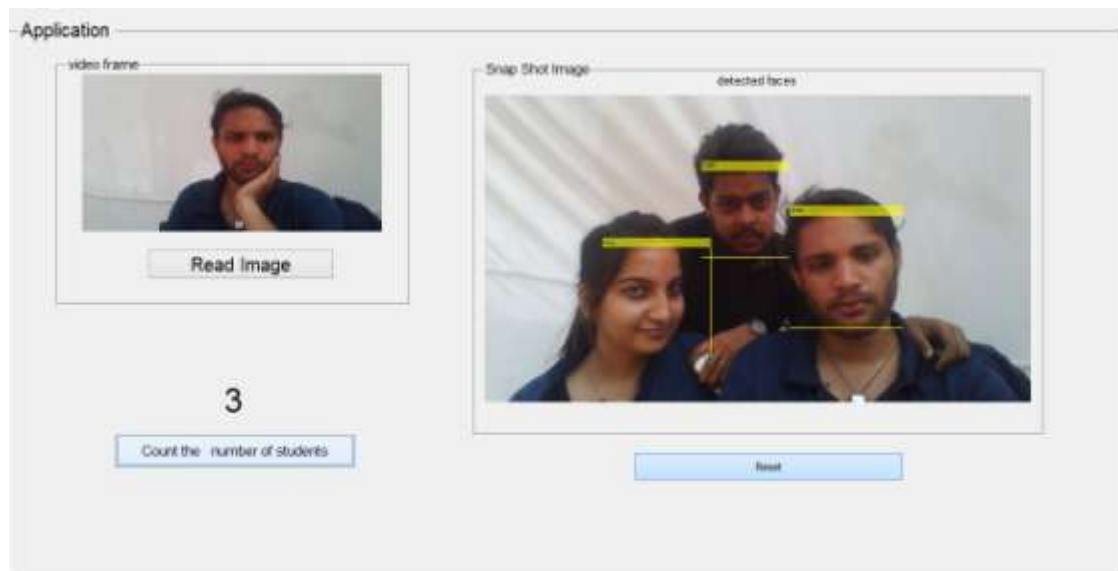 Application
video frame
Read Image
3
Count the number of students
Snap Shot Image
detected faces
Reset